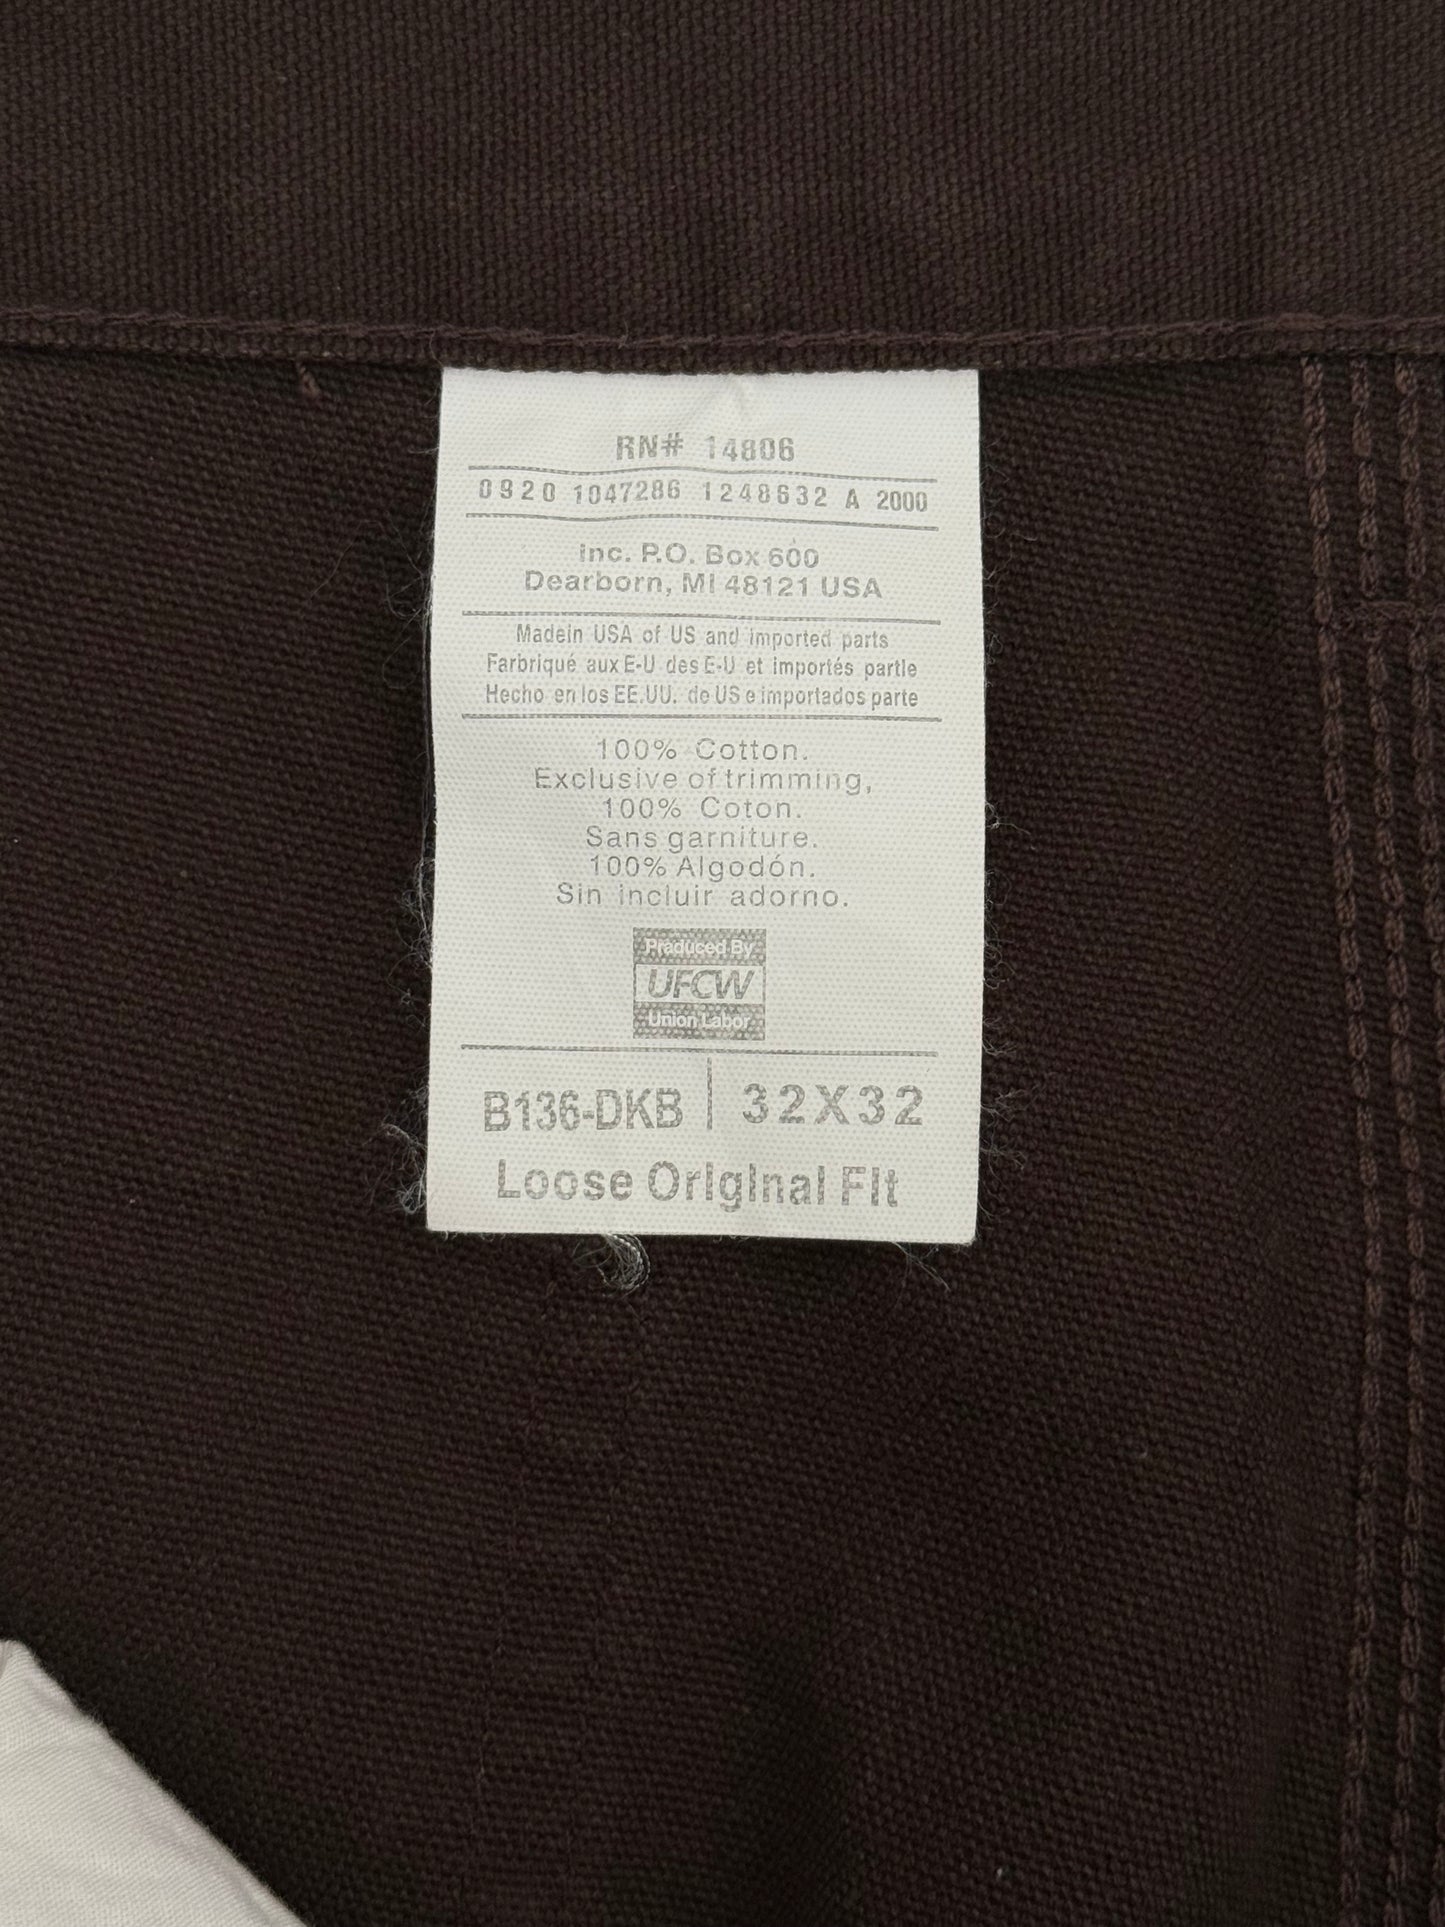 RN# 14806
0920 1047286 1248632 A 2000
Inc. P.O. Box 600
Dearborn, MI 48121 USA
Madein USA of US and imported parts
Farbriqué aux E-U des E-U et importés partie
Hecho en los EE.UU. de US e importados parte
100% Cotton.
Exclusive of trimming,
100% Coton.
Sans garniture.
100% Algodón.
Sin incluir adorno.
Praduced By
UFCW
Union Labor
B136-DKB | 32X32
Loose Original Fit